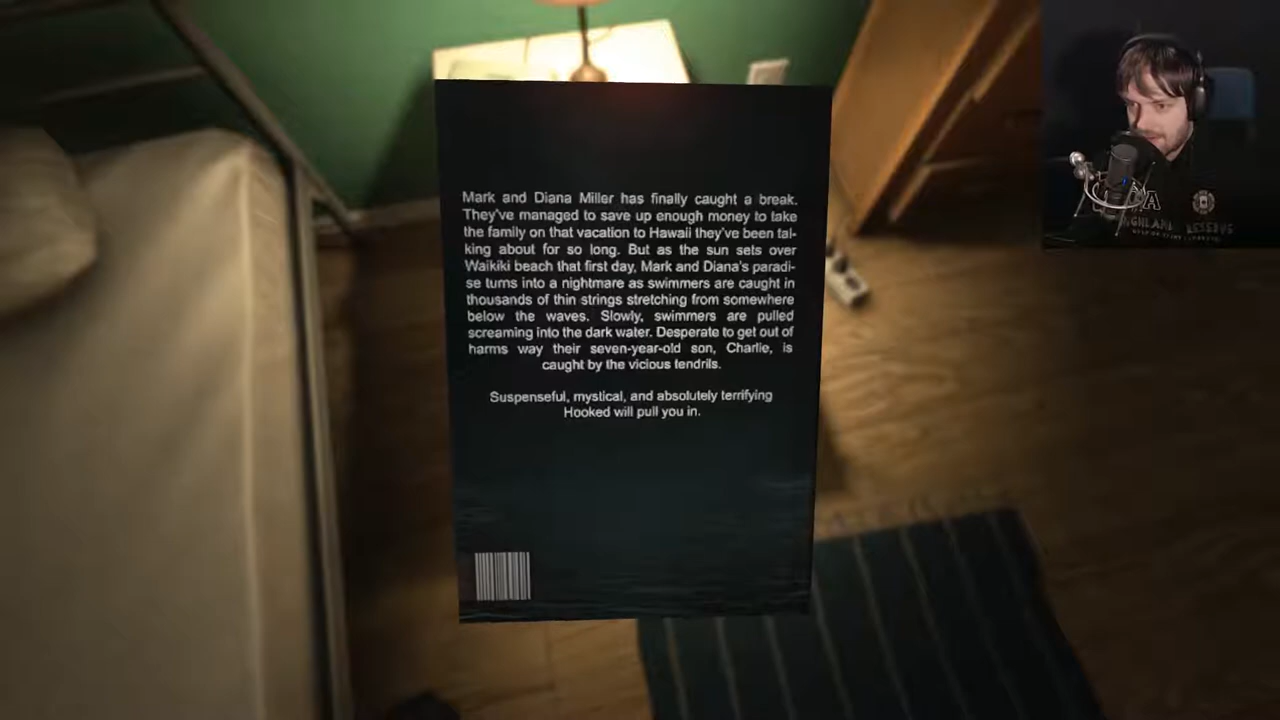 Mark and Diana Miller has finally caught a break.
They've managed to save up enough money to take
the family on that vacation to Hawaii they've been tal-
king about for so long. But as the sun sets over
Waikiki beach that first day, Mark and Diana's paradi-
se turns into a nightmare as swimmers are caught in
thousands of thin strings stretching from somewhere
below the waves. Slowly, swimmers are pulled
screaming into the dark water. Desperate to get out of
harms way their seven-year-old son, Charlie, is
caught by the vicious tendrils.
Suspenseful, mystical, and absolutely terrifying
Hooked will pull you in.
HIGHLAND RESERVE